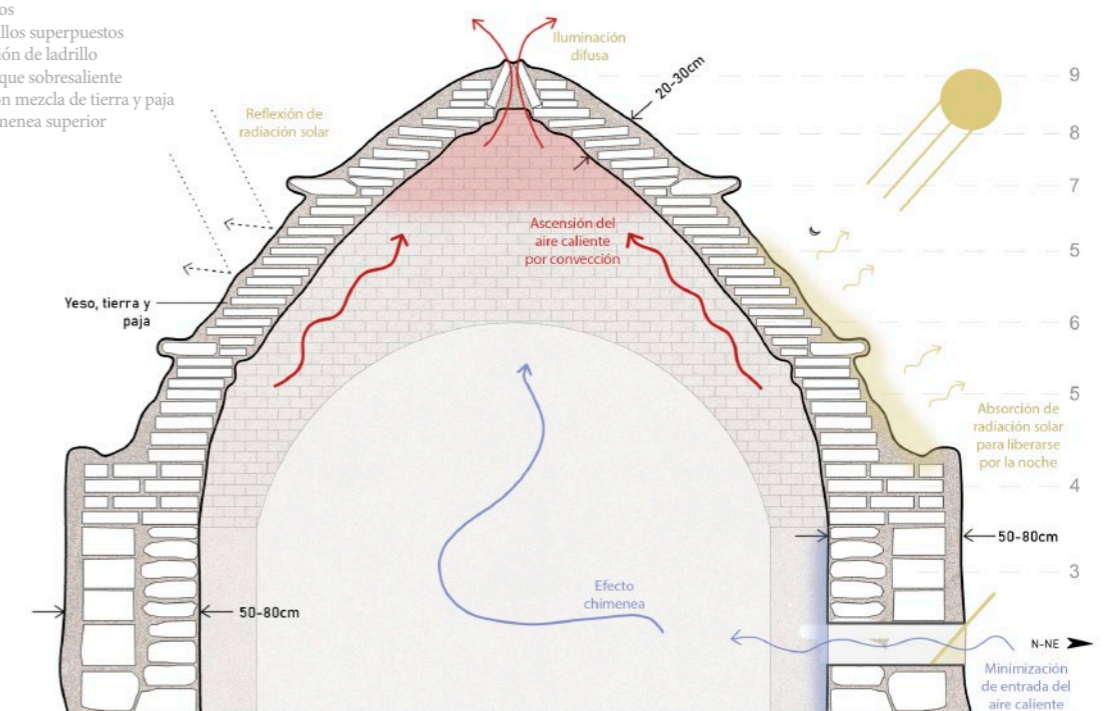 os
llos superpuestos
ión de ladrillo
que sobresaliente
on mezcla de tierra y paja
menea superior
Iluminación
difusa
20-30cm
Reflexión de
radiación solar
9
8
7
5
6
5
4
3
Ascensión del
aire caliente
por convección
Yeso, tierra y
paja
Absorción de
radiación solar
para liberarse
por la noche
50-80cm
50-80cm
Efecto
chimenea
N-NE
Minimización
de entrada del
aire caliente